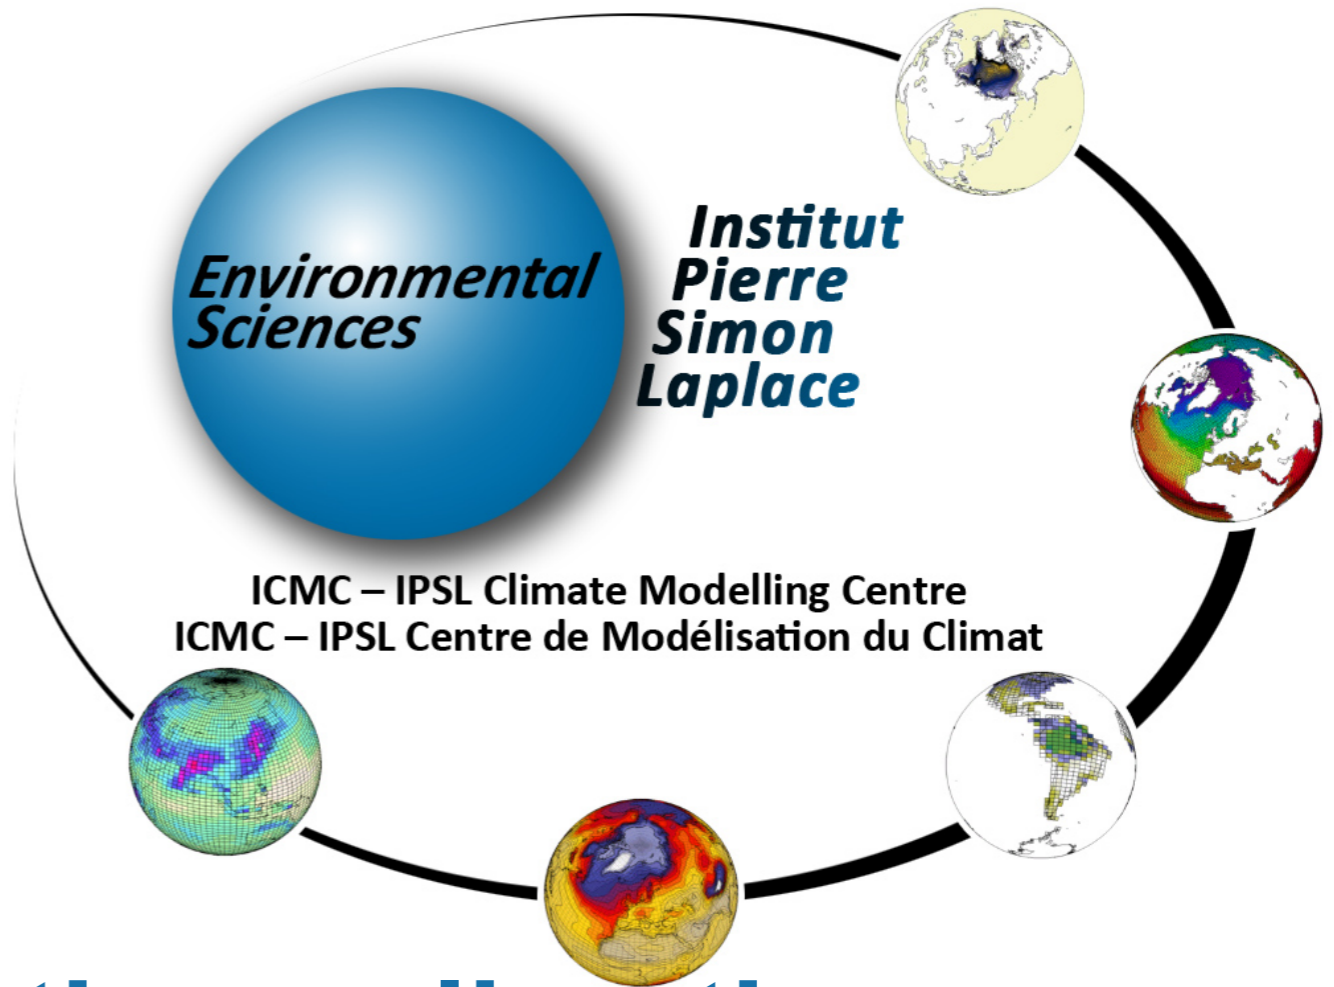 Environmental
Sciences
Institut
Pierre
Simon
Laplace
ICMC – IPSL Climate Modelling Centre
ICMC – IPSL Centre de Modélisation du Climat